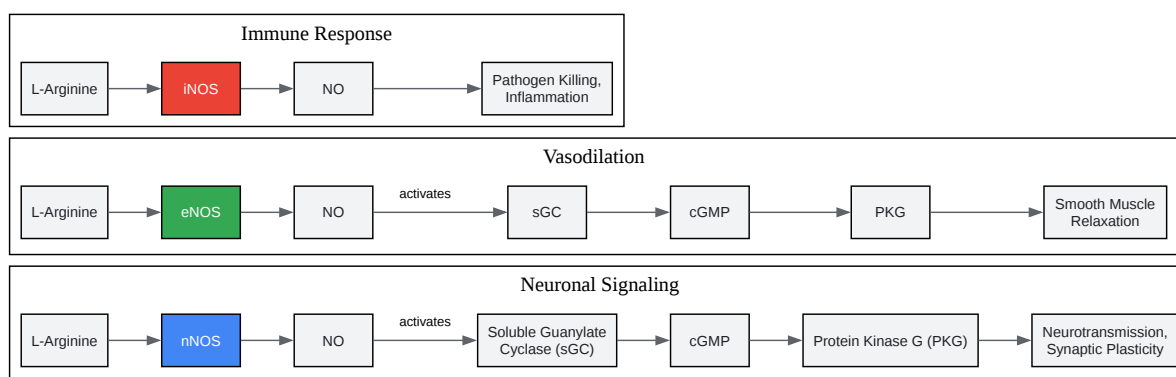 Immune Response
L-Arginine
iNOS
NO
Pathogen Killing,
Inflammation
Vasodilation
L-Arginine
eNOS
NO
activates
sGC
cGMP
PKG
Smooth Muscle
Relaxation
Neuronal Signaling
L-Arginine
nNOS
NO
activates
Soluble Guanylate
Cyclase (sGC)
cGMP
Protein Kinase G (PKG)
Neurotransmission,
Synaptic Plasticity